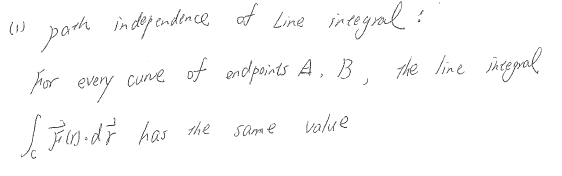 (1) path independence of Line integral :
For every curve of endpoints A, B, the line integral
∫_C F⃗(r)·dr⃗ has the same value